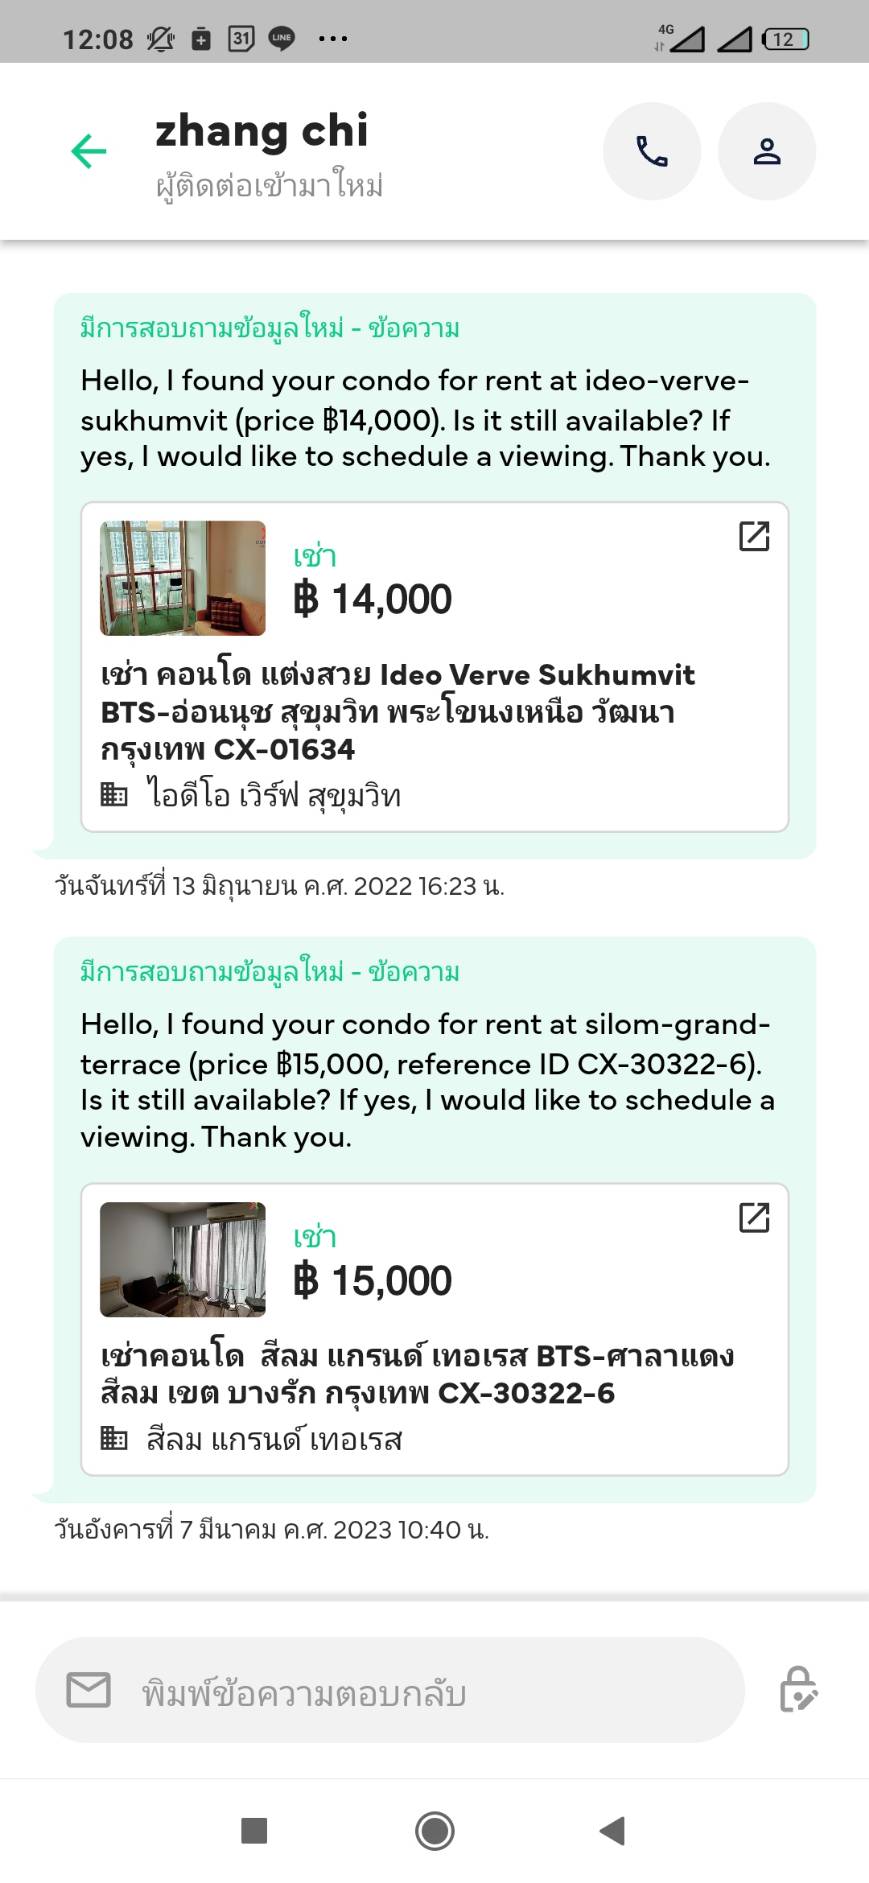 12:08
31
LINE
4G
12
zhang chi
ผู้ติดต่อเข้ามาใหม่
มีการสอบถามข้อมูลใหม่ - ข้อความ
Hello, I found your condo for rent at ideo-verve-
sukhumvit (price ฿14,000). Is it still available? If
yes, I would like to schedule a viewing. Thank you.
เช่า
฿ 14,000
เช่า คอนโด แต่งสวย Ideo Verve Sukhumvit
BTS-อ่อนนุช สุขุมวิท พระโขนงเหนือ วัฒนา
กรุงเทพ CX-01634
ไอดีโอ เวิร์ฟ สุขุมวิท
วันจันทร์ที่ 13 มิถุนายน ค.ศ. 2022 16:23 น.
มีการสอบถามข้อมูลใหม่ - ข้อความ
Hello, I found your condo for rent at silom-grand-
terrace (price ฿15,000, reference ID CX-30322-6).
Is it still available? If yes, I would like to schedule a
viewing. Thank you.
เช่า
฿ 15,000
เช่าคอนโด  สีลม แกรนด์ เทอเรส BTS-ศาลาแดง
สีลม เขต บางรัก กรุงเทพ CX-30322-6
สีลม แกรนด์ เทอเรส
วันอังคารที่ 7 มีนาคม ค.ศ. 2023 10:40 น.
พิมพ์ข้อความตอบกลับ